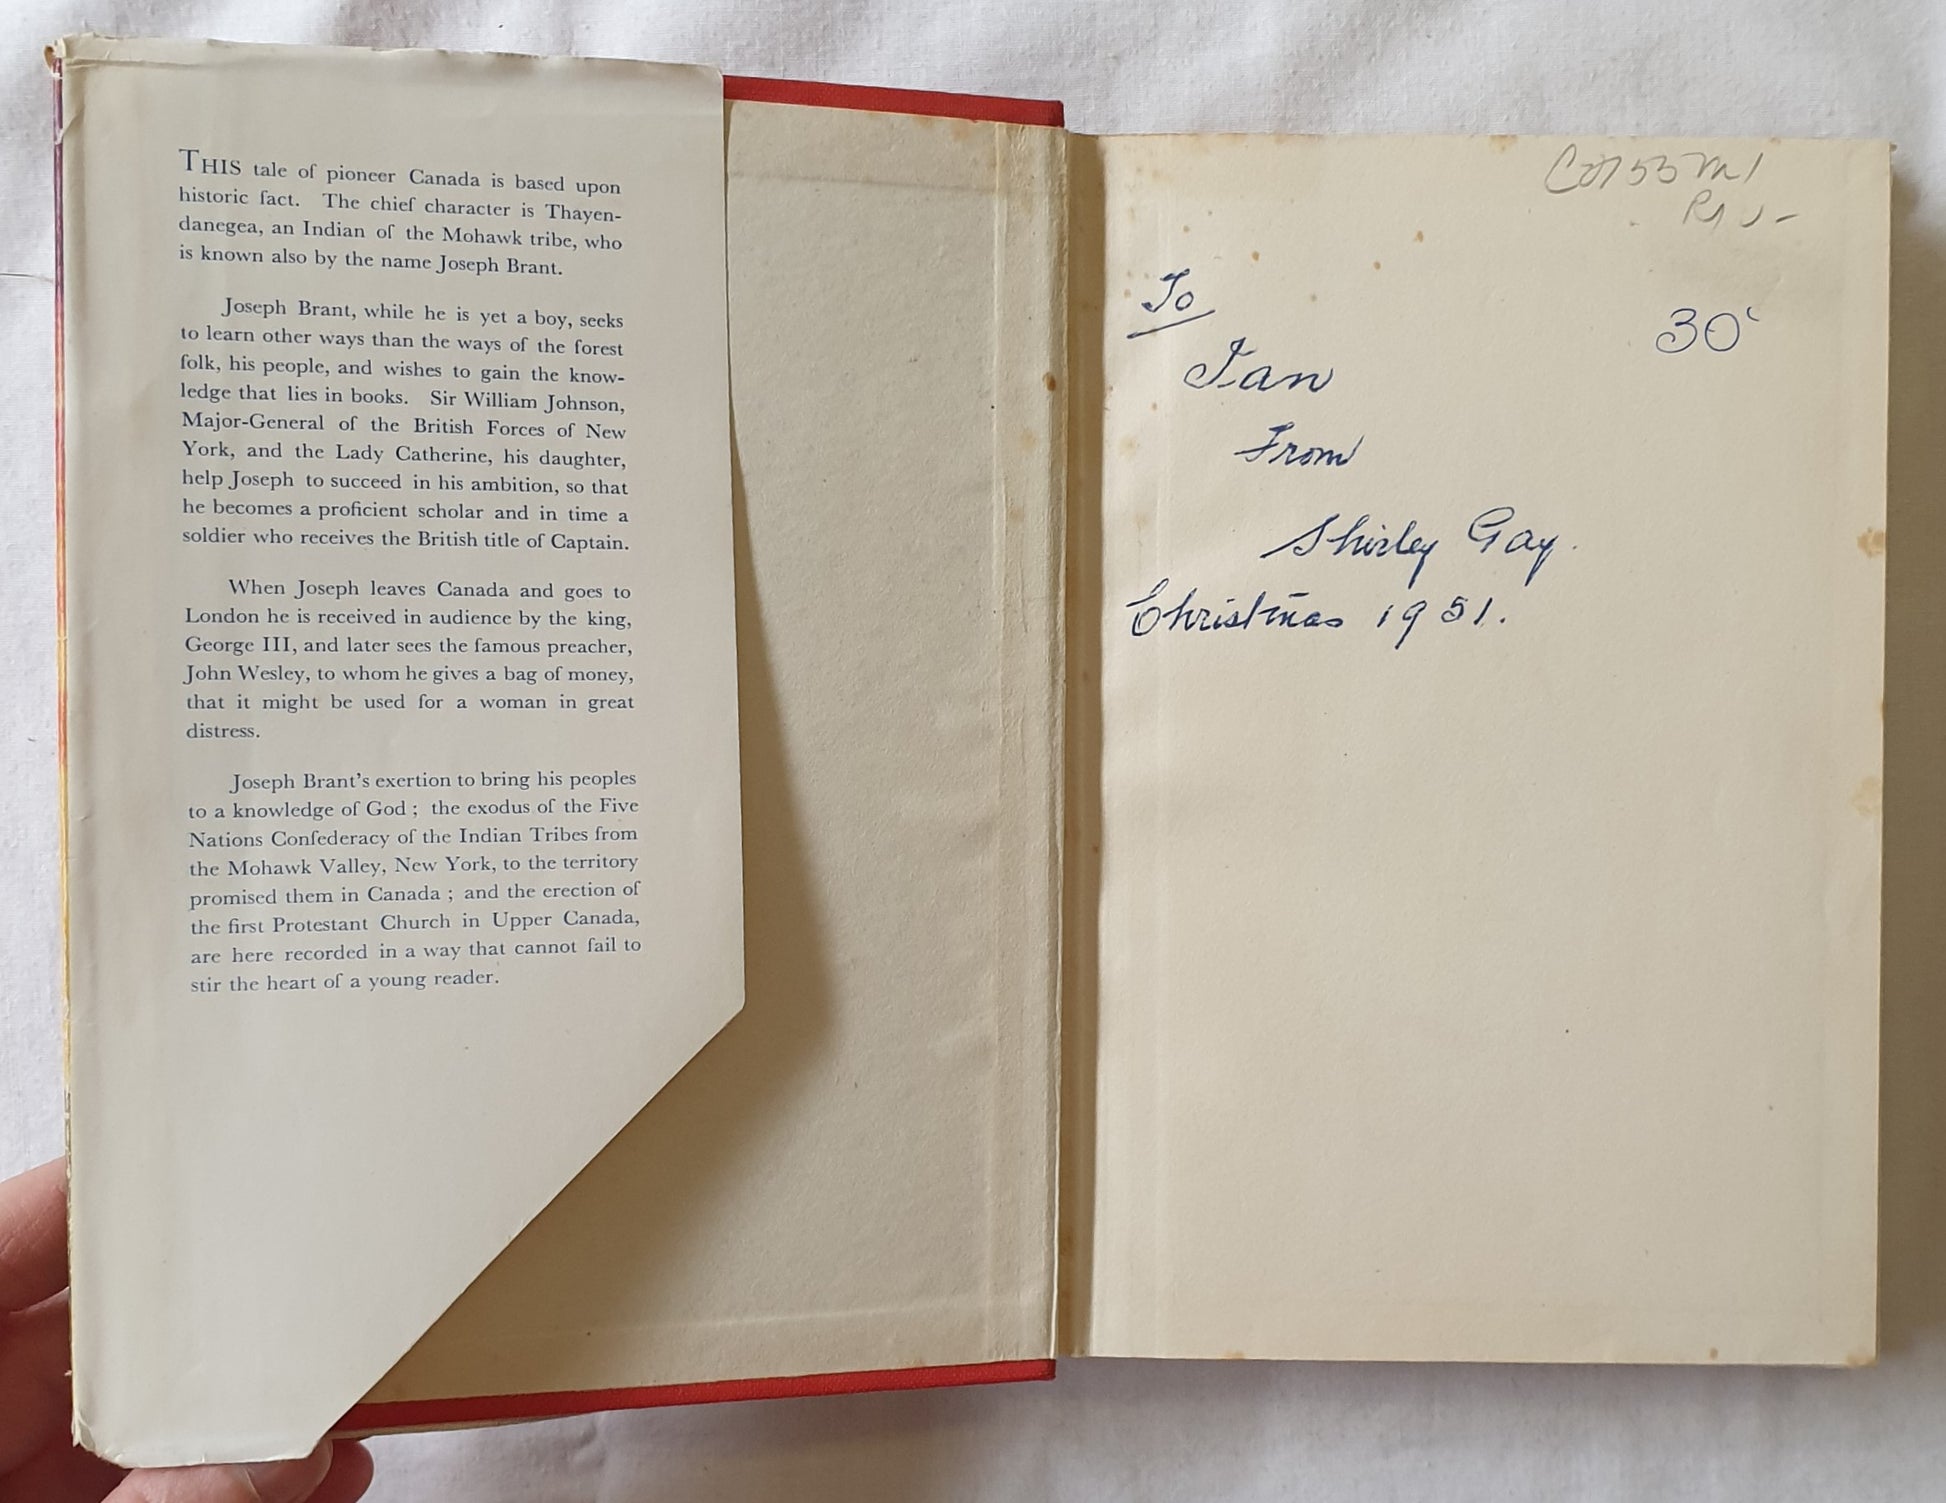 THIS tale of pioneer Canada is based upon
historic fact. The chief character is Thayen-
danegea, an Indian of the Mohawk tribe, who
is known also by the name Joseph Brant.
Joseph Brant, while he is yet a boy, seeks
to learn other ways than the ways of the forest
folk, his people, and wishes to gain the know-
ledge that lies in books. Sir William Johnson,
Major-General of the British Forces of New
York, and the Lady Catherine, his daughter,
help Joseph to succeed in his ambition, so that
he becomes a proficient scholar and in time a
soldier who receives the British title of Captain.
When Joseph leaves Canada and goes to
London he is received in audience by the king,
George III, and later sees the famous preacher,
John Wesley, to whom he gives a bag of money,
that it might be used for a woman in great
distress.
Joseph Brant's exertion to bring his peoples
to a knowledge of God ; the exodus of the Five
Nations Confederacy of the Indian Tribes from
the Mohawk Valley, New York, to the territory
promised them in Canada ; and the erection of
the first Protestant Church in Upper Canada,
are here recorded in a way that cannot fail to
stir the heart of a young reader.
To
Ian
30
From
Shirley Gay.
Christmas 1951.